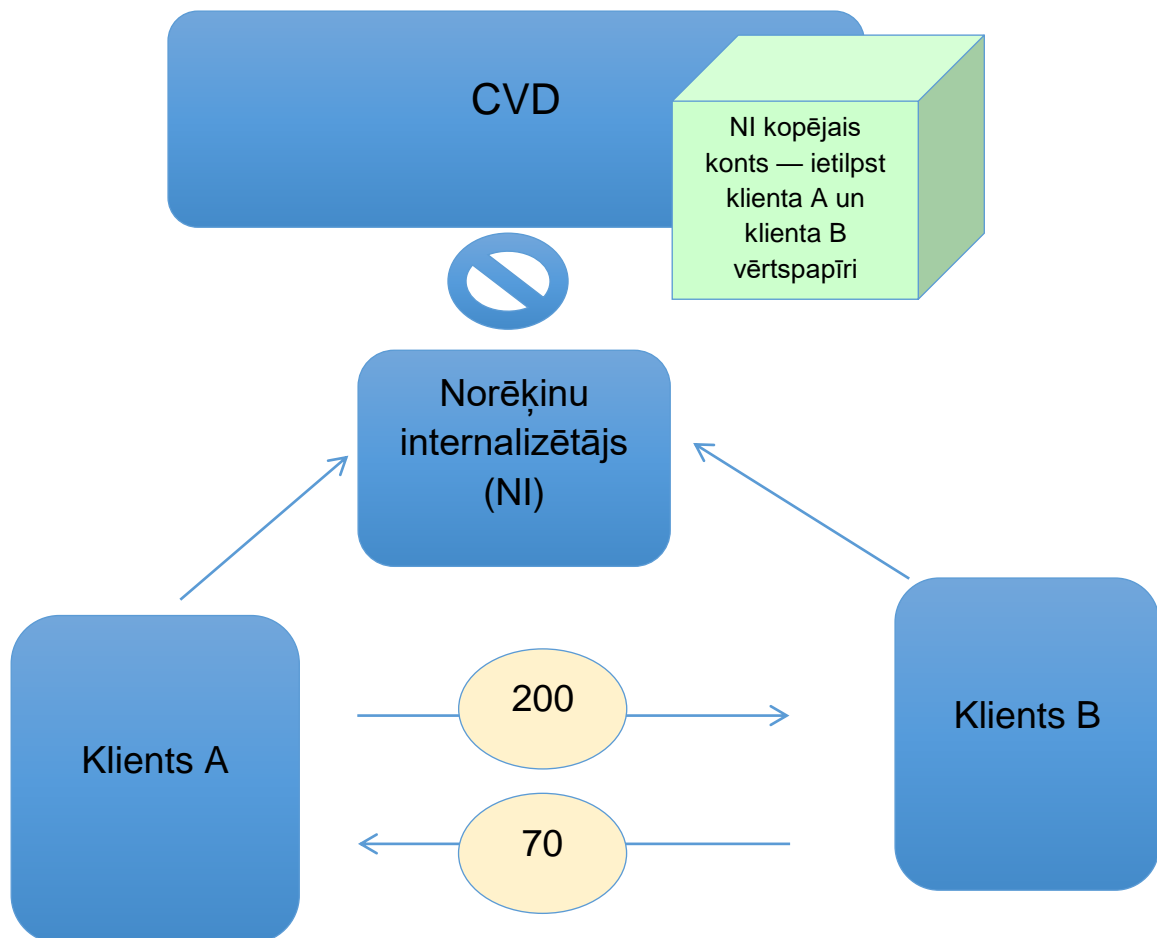 CVD
NI kopējais
konts — ietilpst
klienta A un
klienta B
vērtspapīri
Norēķinu
internalizētājs
(NI)
200
Klients B
Klients A
70